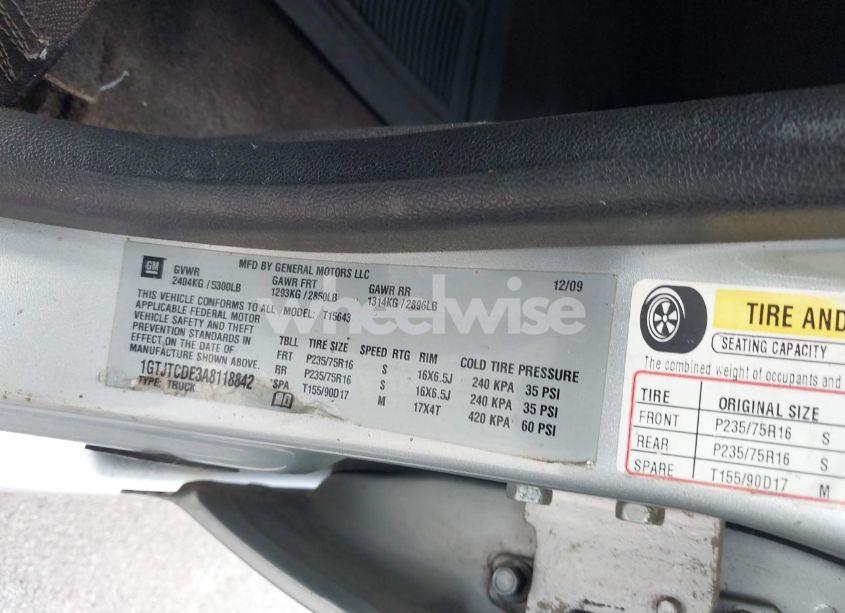 GM
MFD BY GENERAL MOTORS LLC 12/09
GVWR GAWR FRT GAWR RR
2404KG / 5300LB 1293KG / 2850LB 1314KG / 2896LB
THIS VEHICLE CONFORMS TO ALL MODEL: T15643
APPLICABLE FEDERAL MOTOR
VEHICLE SAFETY AND THEFT
PREVENTION STANDARDS IN
EFFECT ON THE DATE OF
MANUFACTURE SHOWN ABOVE.
1GTJTCDE3A8118842
TYPE: TRUCK
TBLL TIRE SIZE SPEED RTG RIM COLD TIRE PRESSURE
FRT P235/75R16 S 16X6.5J 240 KPA 35 PSI
RR P235/75R16 S 16X6.5J 240 KPA 35 PSI
SPA T155/90D17 M 17X4T 420 KPA 60 PSI
wheelwise
TIRE AND
SEATING CAPACITY
The combined weight of occupants and
TIRE ORIGINAL SIZE
FRONT P235/75R16 S
REAR P235/75R16 S
SPARE T155/90D17 M